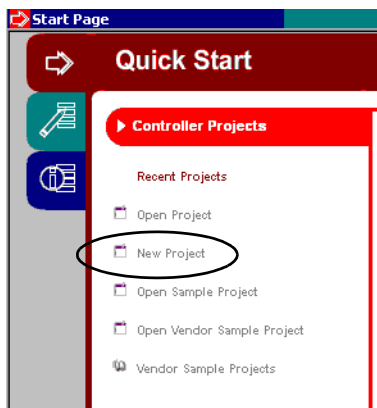 Start Page
Quick Start
Controller Projects
Recent Projects
Open Project
New Project
Open Sample Project
Open Vendor Sample Project
Vendor Sample Projects